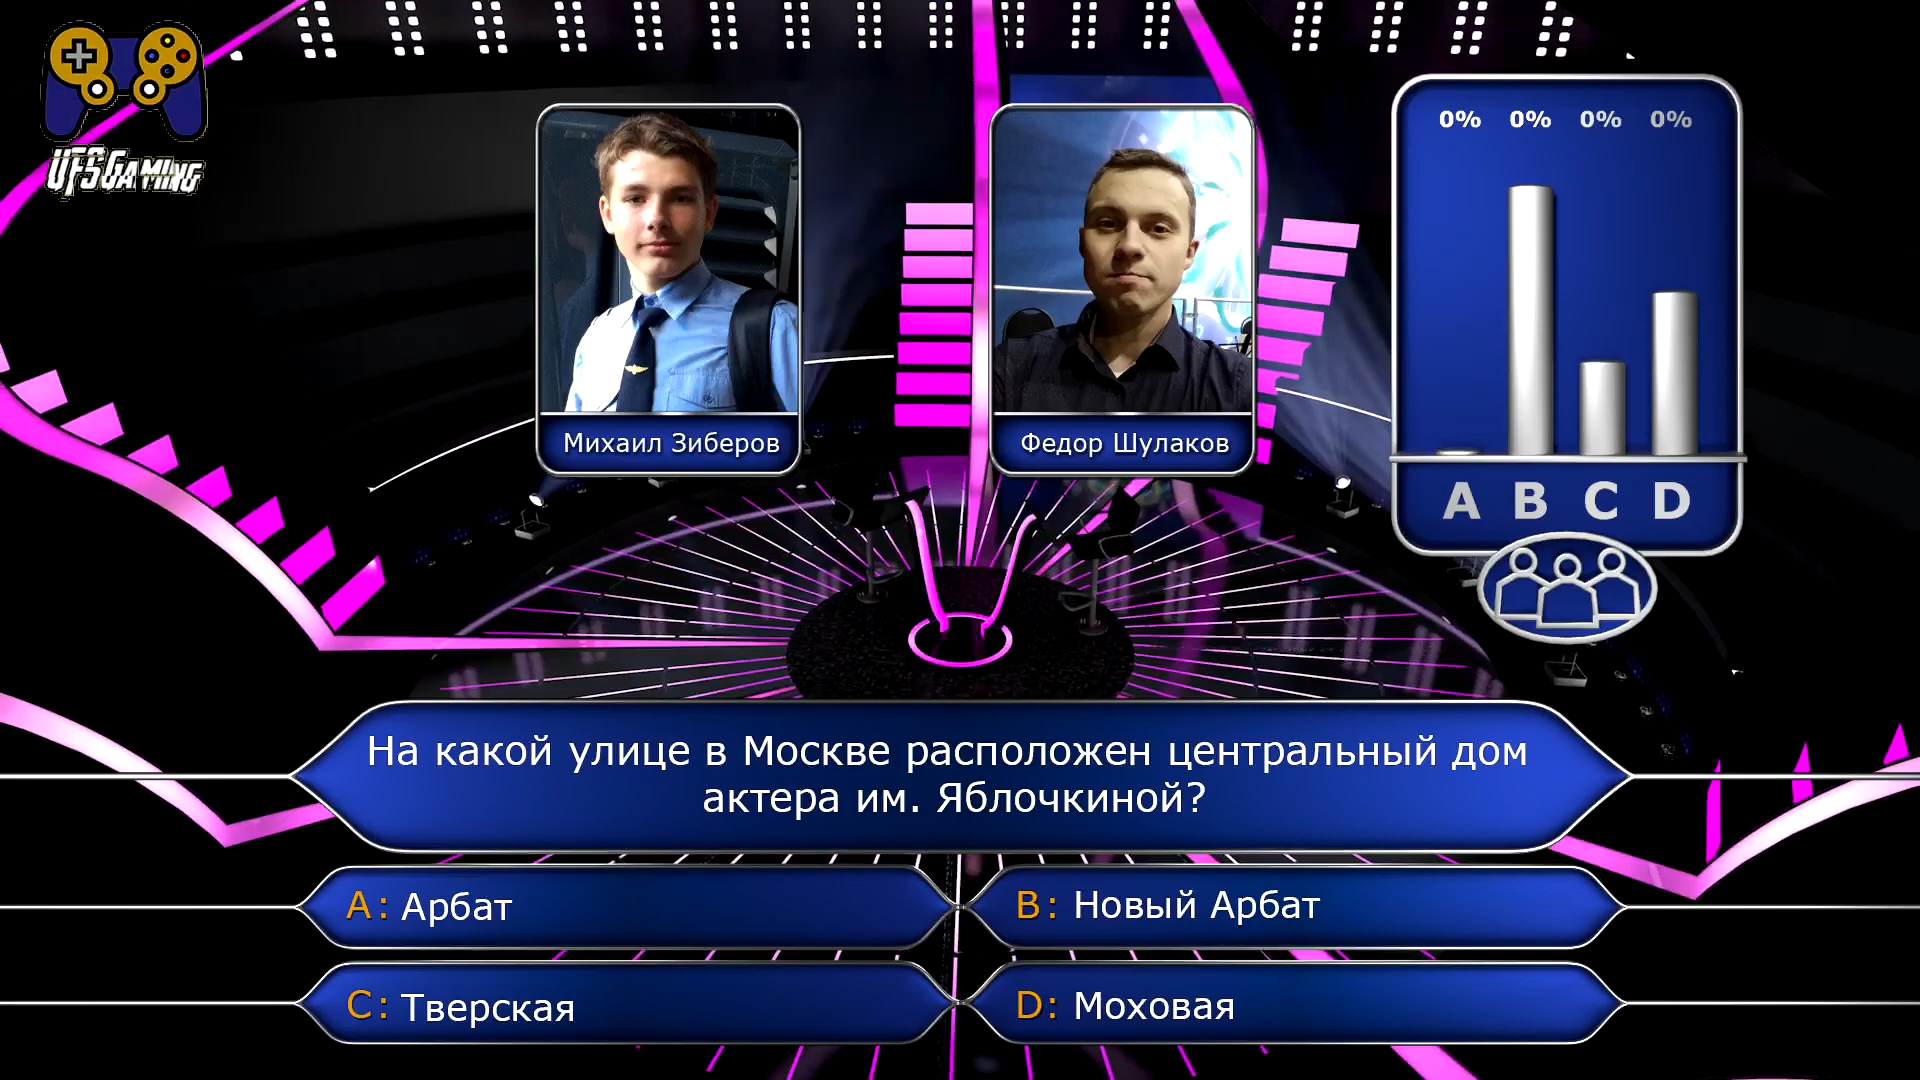 UFSGAMING
Михаил Зиберов
Федор Шулаков
0% 0% 0% 0%
A B C D
На какой улице в Москве расположен центральный дом
актера им. Яблочкиной?
A: Арбат
B: Новый Арбат
C: Тверская
D: Моховая